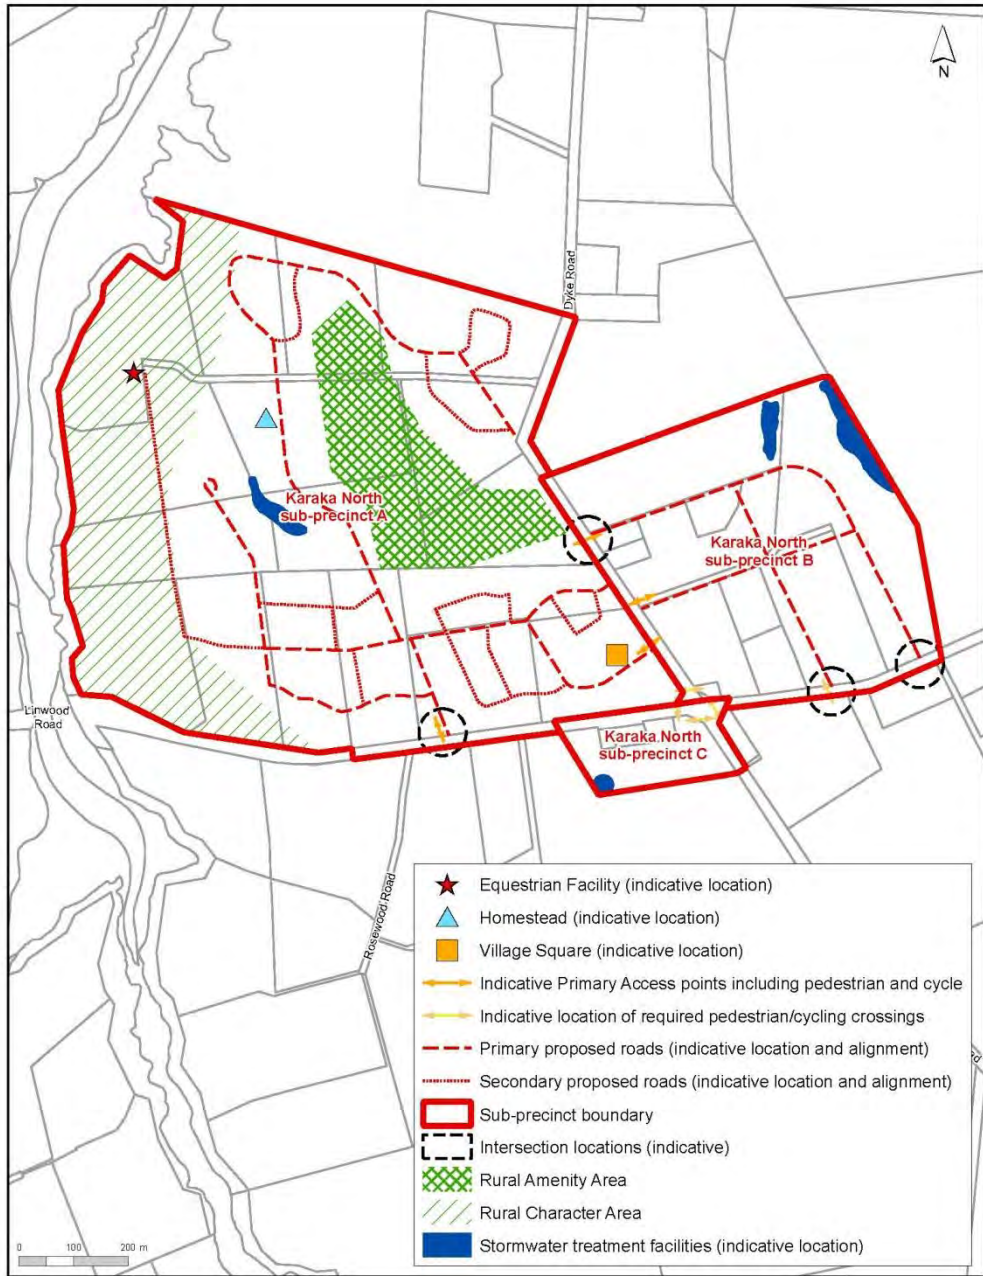 N
Dyke Road
Karaka North
sub-precinct A
Karaka North
sub-precinct B
Linwood
Road
Karaka North
sub-precinct C
Rosewood Road
Equestrian Facility (indicative location)
Homestead (indicative location)
Village Square (indicative location)
Indicative Primary Access points including pedestrian and cycle
Indicative location of required pedestrian/cycling crossings
Primary proposed roads (indicative location and alignment)
Secondary proposed roads (indicative location and alignment)
Sub-precinct boundary
Intersection locations (indicative)
Rural Amenity Area
Rural Character Area
Stormwater treatment facilities (indicative location)
0 100 200 m